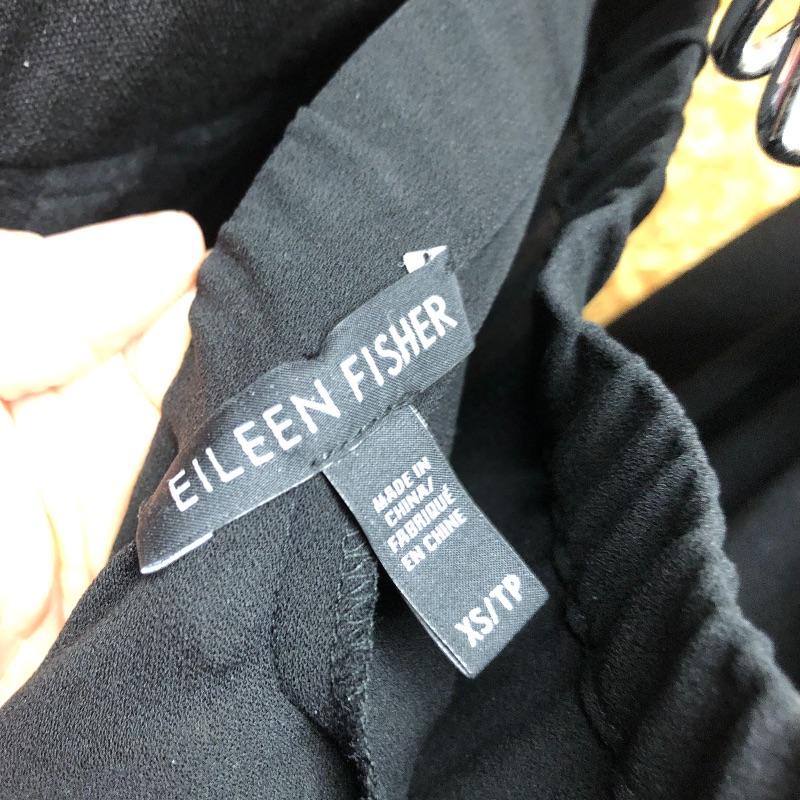 EILEEN FISHER
MADE IN
CHINA/
FABRIQUÉ
EN CHINE
XS/TP